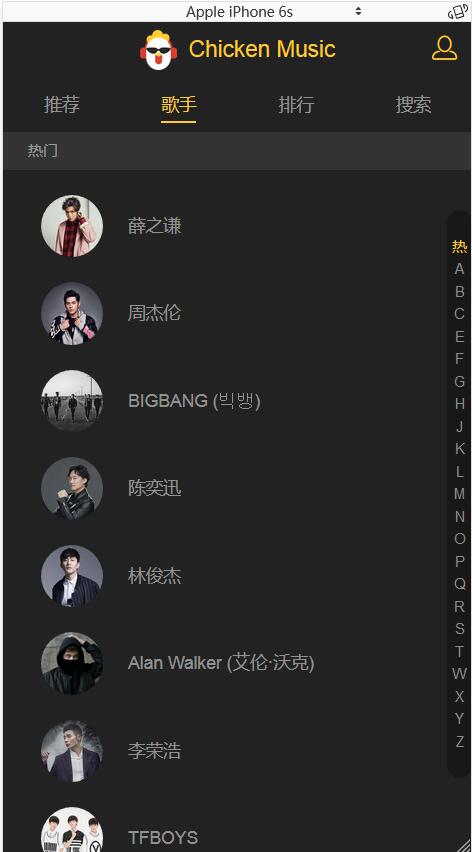 Apple iPhone 6s
Chicken Music
推荐 歌手 排行 搜索
热门
薛之谦
周杰伦
BIGBANG (빅뱅)
陈奕迅
林俊杰
Alan Walker (艾伦·沃克)
李荣浩
TFBOYS
热
A
B
C
E
F
G
H
J
K
L
M
N
O
P
Q
R
S
T
W
X
Y
Z